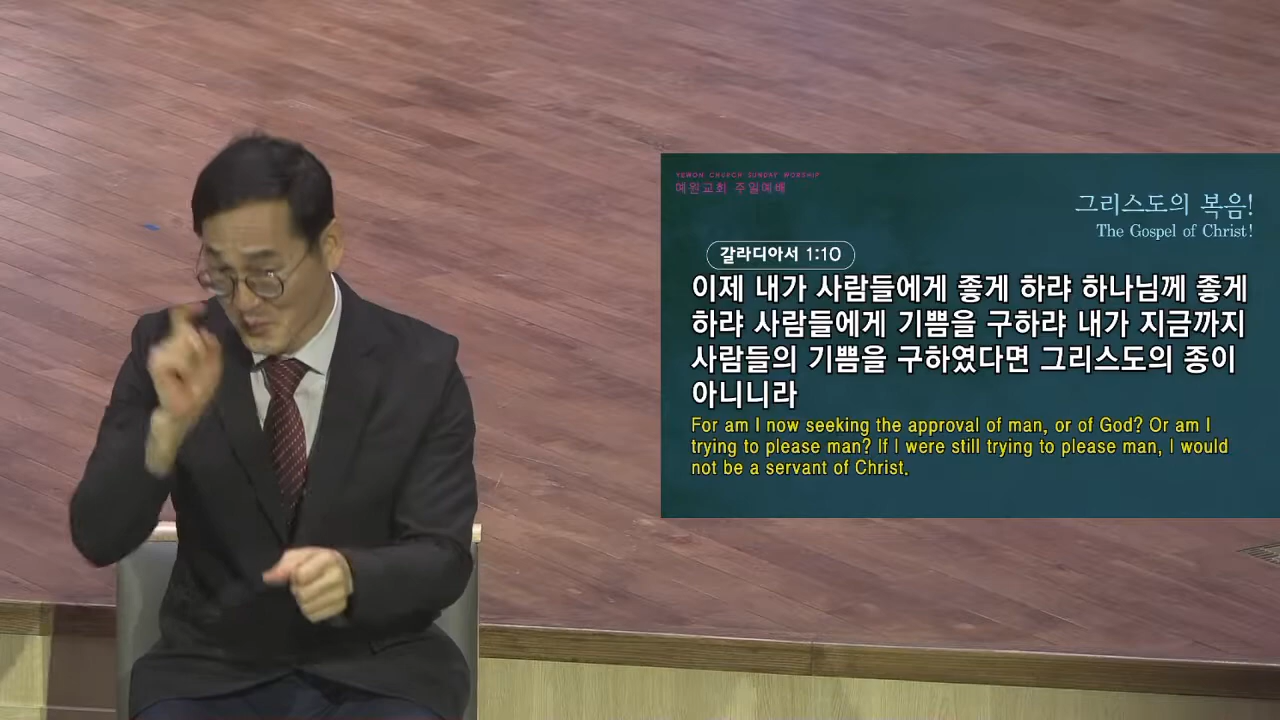 YEWON CHURCH SUNDAY WORSHIP
예원교회 주일예배
그리스도의 복음!
The Gospel of Christ!
갈라디아서 1:10
이제 내가 사람들에게 좋게 하랴 하나님께 좋게
하랴 사람들에게 기쁨을 구하랴 내가 지금까지
사람들의 기쁨을 구하였다면 그리스도의 종이
아니니라
For am I now seeking the approval of man, or of God? Or am I
trying to please man? If I were still trying to please man, I would
not be a servant of Christ.